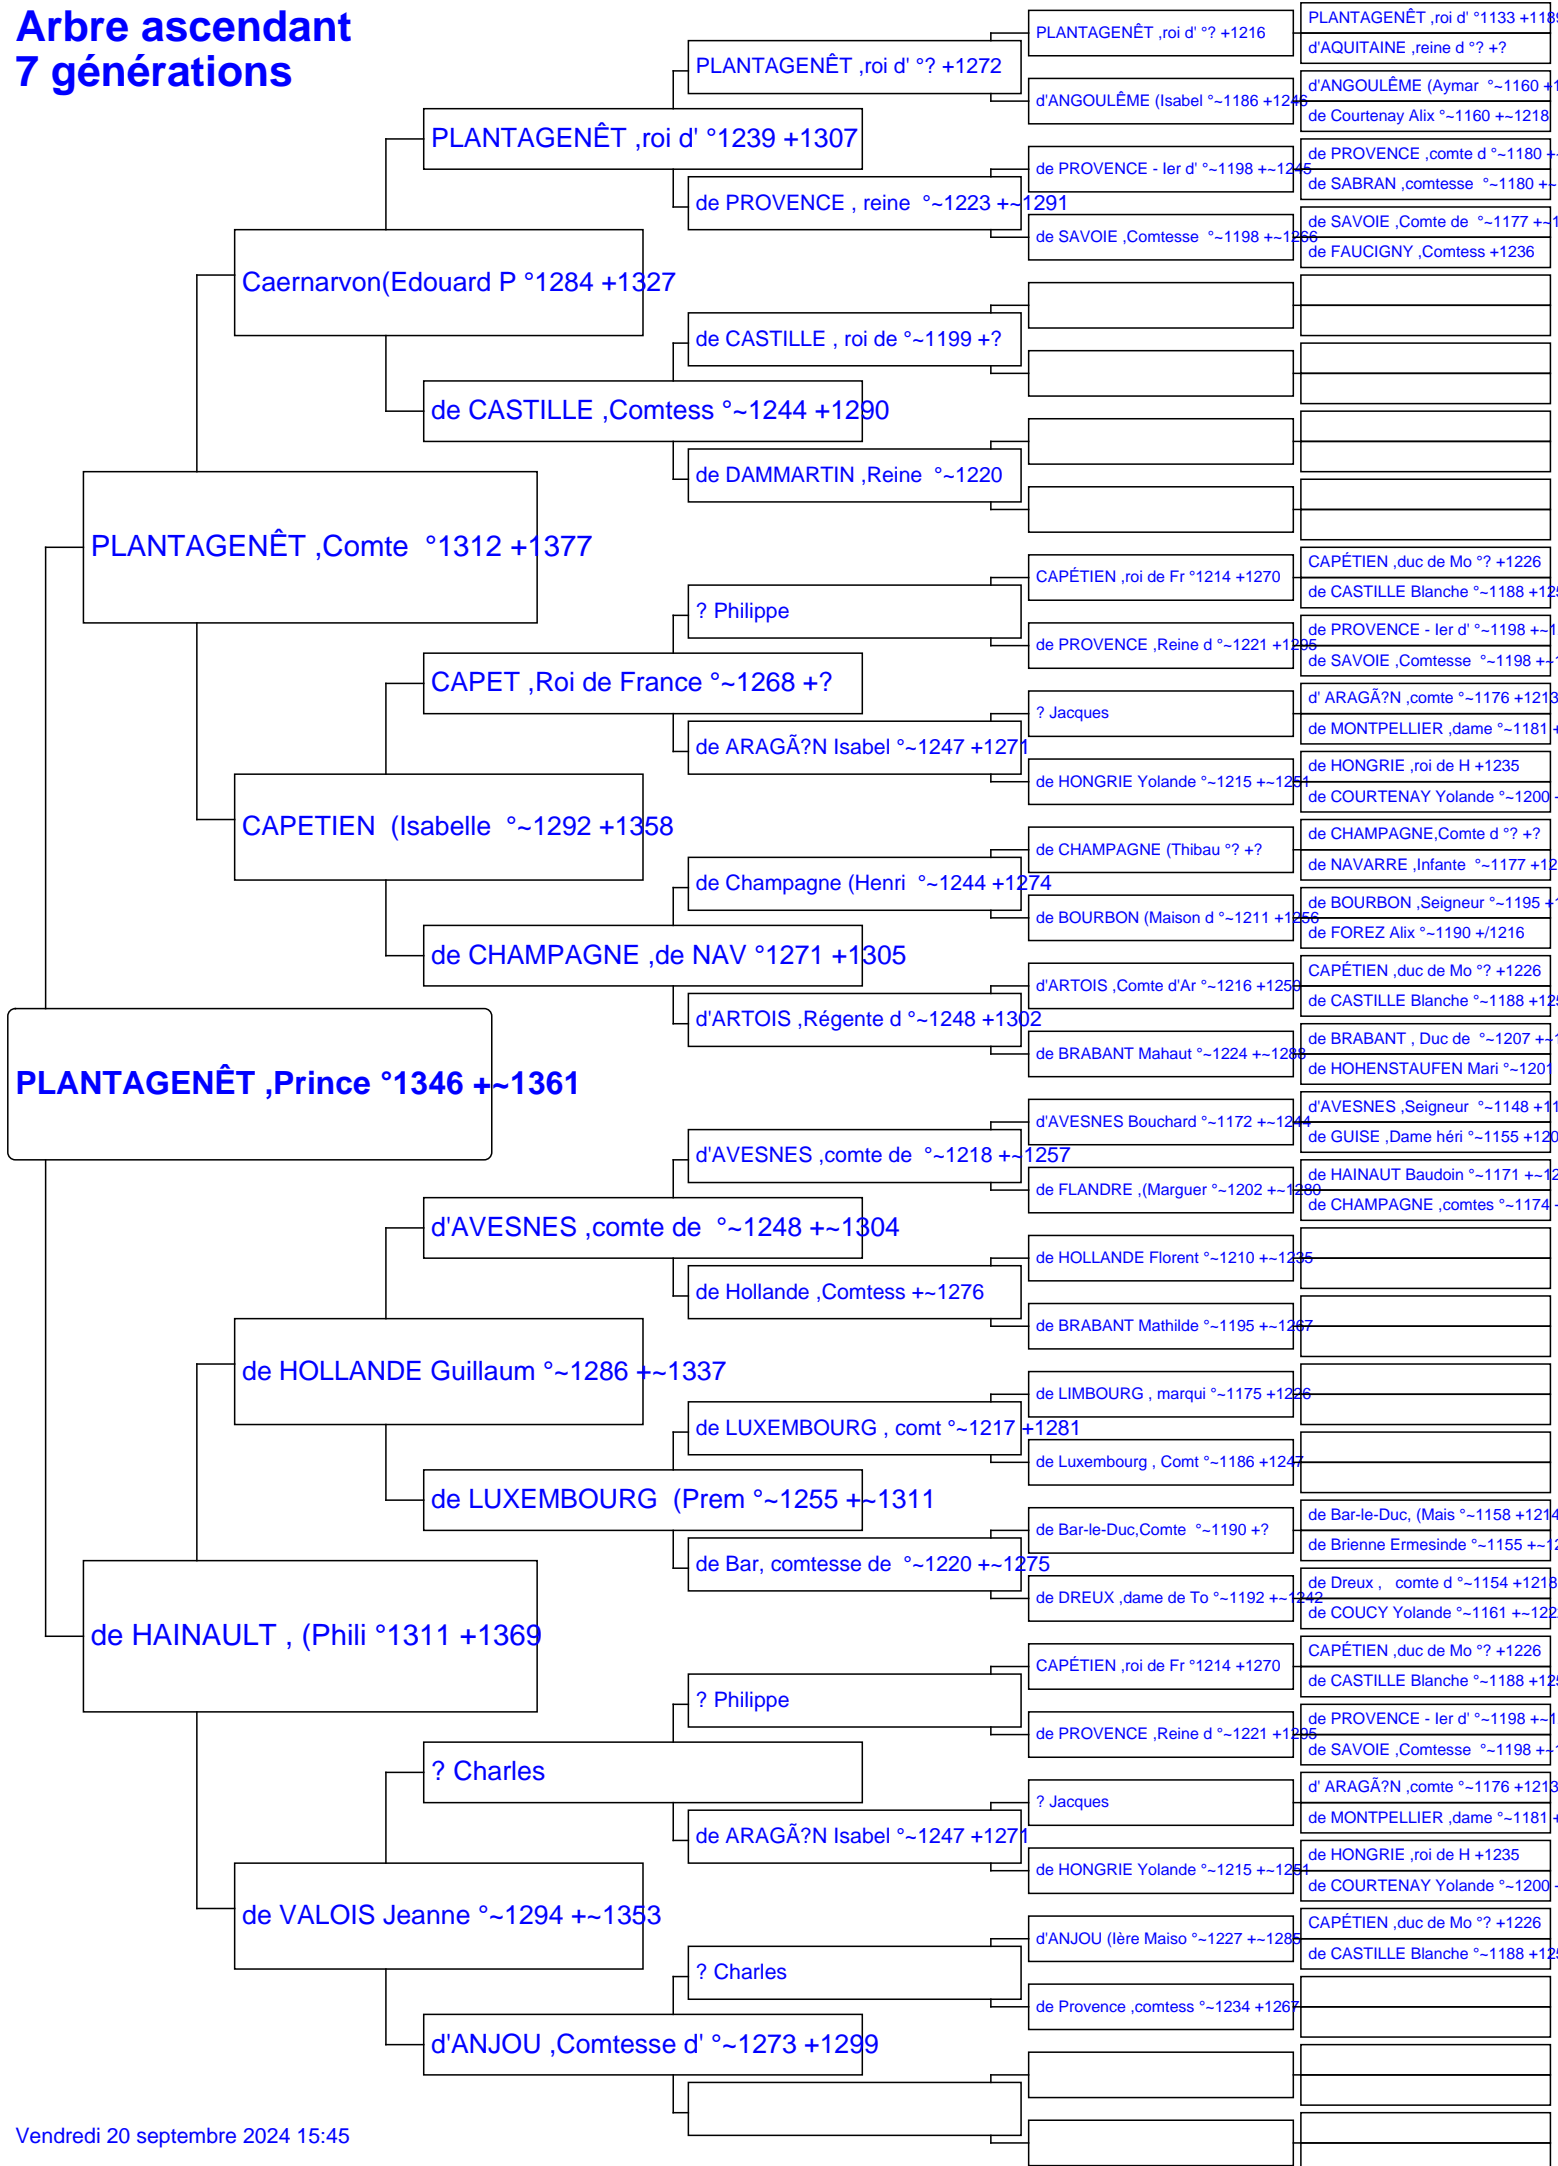 Arbre ascendant
7 générations
PLANTAGENÊT ,Prince °1346 +~1361
PLANTAGENÊT ,Comte °1312 +1377
de HAINAULT , (Phili °1311 +1369
Caernarvon(Edouard P °1284 +1327
CAPETIEN (Isabelle °~1292 +1358
de HOLLANDE Guillaum °~1286 +~1337
de VALOIS Jeanne °~1294 +~1353
PLANTAGENÊT ,roi d' °1239 +1307
de CASTILLE ,Comtess °~1244 +1290
CAPET ,Roi de France °~1268 +?
de CHAMPAGNE ,de NAV °1271 +1305
d'AVESNES ,comte de °~1248 +~1304
de LUXEMBOURG (Prem °~1255 +~1311
? Charles
d'ANJOU ,Comtesse d' °~1273 +1299
PLANTAGENÊT ,roi d' °? +1272
de PROVENCE , reine °~1223 +~1291
de CASTILLE , roi de °~1199 +?
de DAMMARTIN ,Reine °~1220
? Philippe
de ARAGÃ?N Isabel °~1247 +1271
de Champagne (Henri °~1244 +1274
d'ARTOIS ,Régente d °~1248 +1302
d'AVESNES ,comte de °~1218 +~1257
de Hollande ,Comtess +~1276
de LUXEMBOURG , comt °~1217 +1281
de Bar, comtesse de °~1220 +~1275
? Philippe
de ARAGÃ?N Isabel °~1247 +1271
? Charles
PLANTAGENÊT ,roi d' °? +1216
d'ANGOULÊME (Isabel °~1186 +1246
de PROVENCE - Ier d' °~1198 +~1245
de SAVOIE ,Comtesse °~1198 +~1266
CAPÉTIEN ,roi de Fr °1214 +1270
de PROVENCE ,Reine d °~1221 +1295
? Jacques
de HONGRIE Yolande °~1215 +~1251
de CHAMPAGNE (Thibau °? +?
de BOURBON (Maison d °~1211 +1256
d'ARTOIS ,Comte d'Ar °~1216 +1250
de BRABANT Mahaut °~1224 +~1288
d'AVESNES Bouchard °~1172 +~1244
de FLANDRE ,(Marguer °~1202 +~1280
de HOLLANDE Florent °~1210 +~1235
de BRABANT Mathilde °~1195 +~1267
de LIMBOURG , marqui °~1175 +1226
de Luxembourg , Comt °~1186 +1247
de Bar-le-Duc,Comte °~1190 +?
de DREUX ,dame de To °~1192 +~1242
CAPÉTIEN ,roi de Fr °1214 +1270
de PROVENCE ,Reine d °~1221 +1295
? Jacques
de HONGRIE Yolande °~1215 +~1251
d'ANJOU (Ière Maiso °~1227 +~1285
de Provence ,comtess °~1234 +1267
PLANTAGENÊT ,roi d' °1133 +1189
d'AQUITAINE ,reine d °? +?
d'ANGOULÊME (Aymar °~1160 +1
de Courtenay Alix °~1160 +~1218
de PROVENCE ,comte d °~1180 +
de SABRAN ,comtesse °~1180 +~
de SAVOIE ,Comte de °~1177 +~1
de FAUCIGNY ,Comtess +1236
CAPÉTIEN ,duc de Mo °? +1226
de CASTILLE Blanche °~1188 +125
de PROVENCE - Ier d' °~1198 +~1
de SAVOIE ,Comtesse °~1198 +~1
d' ARAGÃ?N ,comte °~1176 +1213
de MONTPELLIER ,dame °~1181 +
de HONGRIE ,roi de H +1235
de COURTENAY Yolande °~1200 +
de CHAMPAGNE,Comte d °? +?
de NAVARRE ,Infante °~1177 +12
de BOURBON ,Seigneur °~1195 +1
de FOREZ Alix °~1190 +/1216
CAPÉTIEN ,duc de Mo °? +1226
de CASTILLE Blanche °~1188 +125
de BRABANT , Duc de °~1207 +~1
de HOHENSTAUFEN Mari °~1201
d'AVESNES ,Seigneur °~1148 +11
de GUISE ,Dame héri °~1155 +120
de HAINAUT Baudoin °~1171 +~12
de CHAMPAGNE ,comtes °~1174 +
de Bar-le-Duc, (Mais °~1158 +1214
de Brienne Ermesinde °~1155 +~12
de Dreux , comte d °~1154 +1218
de COUCY Yolande °~1161 +~122
CAPÉTIEN ,duc de Mo °? +1226
de CASTILLE Blanche °~1188 +125
de PROVENCE - Ier d' °~1198 +~1
de SAVOIE ,Comtesse °~1198 +~1
d' ARAGÃ?N ,comte °~1176 +1213
de MONTPELLIER ,dame °~1181 +
de HONGRIE ,roi de H +1235
de COURTENAY Yolande °~1200 +
CAPÉTIEN ,duc de Mo °? +1226
de CASTILLE Blanche °~1188 +125
Vendredi 20 septembre 2024 15:45